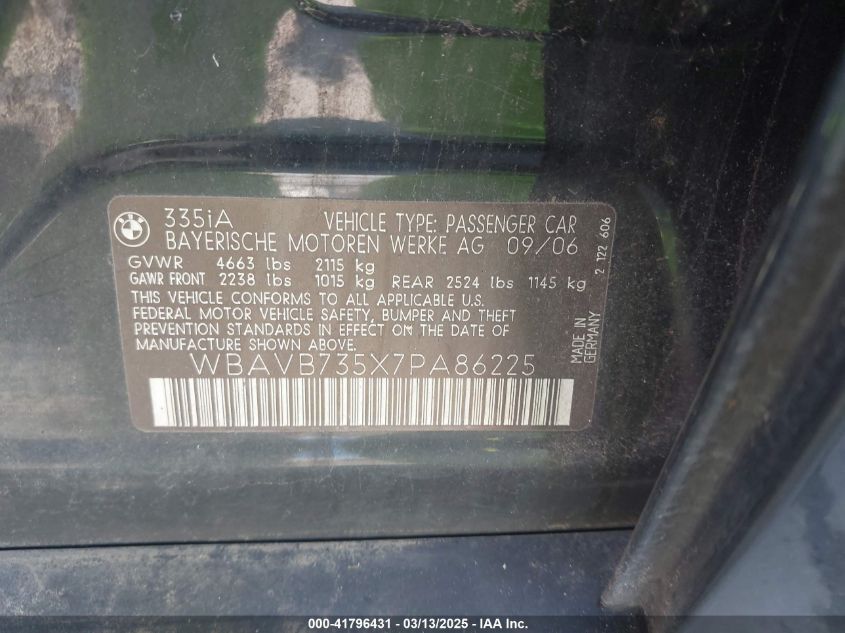 BMW
335iA VEHICLE TYPE: PASSENGER CAR
BAYERISCHE MOTOREN WERKE AG 09/06
GVWR 4663 lbs 2115 kg
GAWR FRONT 2238 lbs 1015 kg REAR 2524 lbs 1145 kg
THIS VEHICLE CONFORMS TO ALL APPLICABLE U.S.
FEDERAL MOTOR VEHICLE SAFETY, BUMPER AND THEFT
PREVENTION STANDARDS IN EFFECT ON THE DATE OF
MANUFACTURE SHOWN ABOVE.
WBAVB735X7PA86225
MADE IN
GERMANY
2 122 606
000-41796431 - 03/13/2025 - IAA Inc.